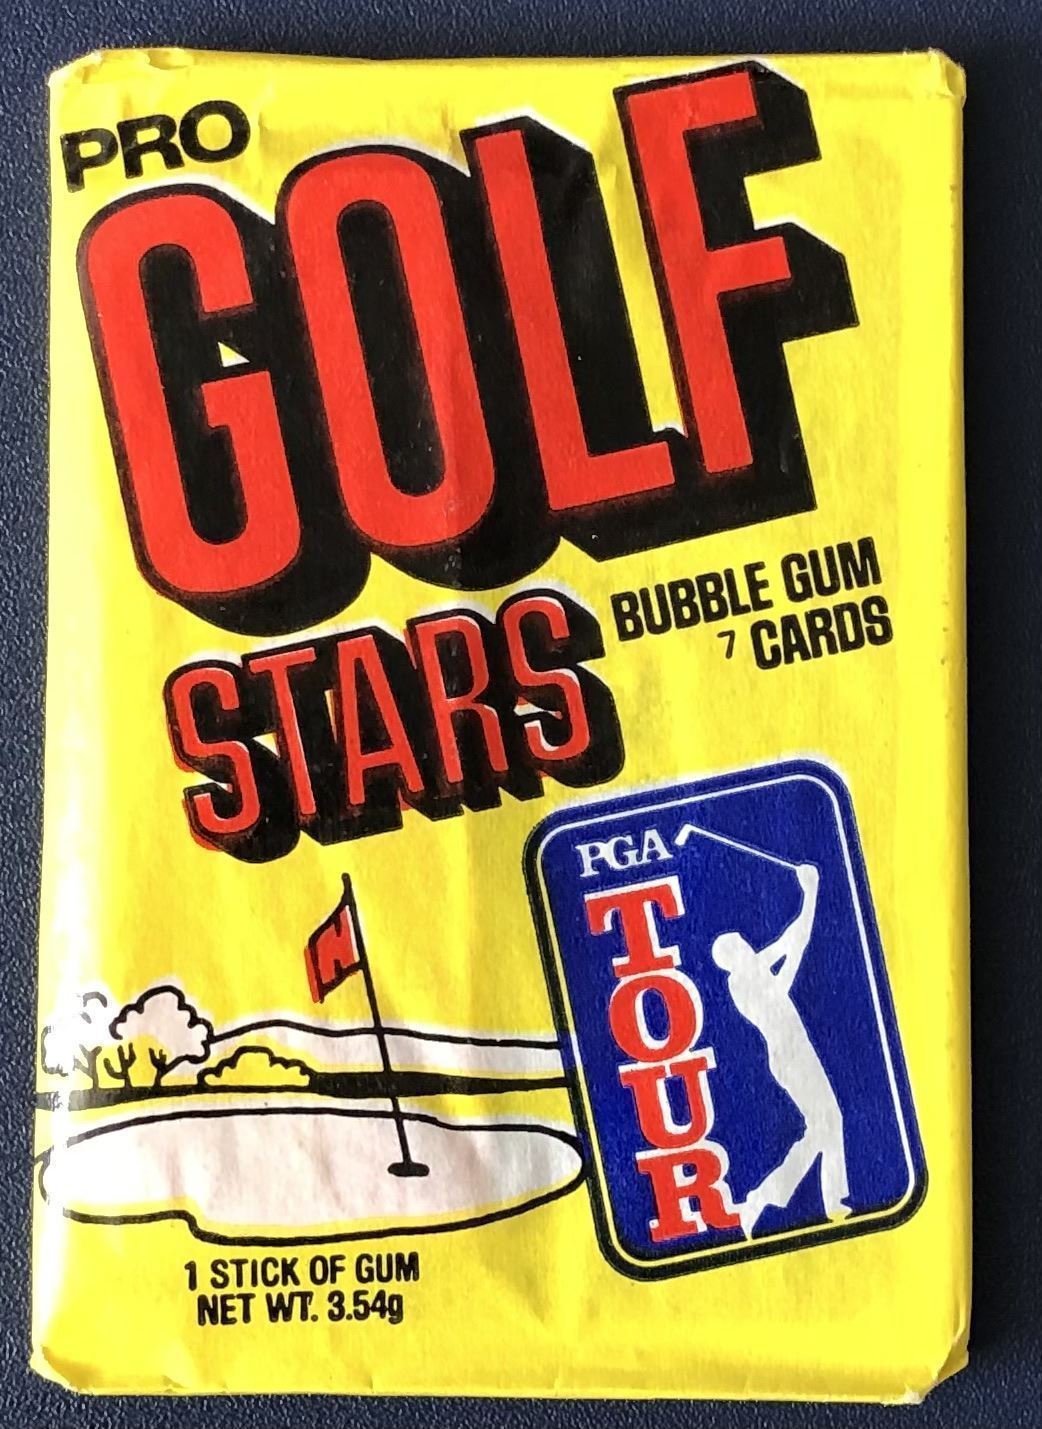 PRO
GOLF
STARS
BUBBLE GUM
7 CARDS
PGA
TOUR
1 STICK OF GUM
NET WT. 3.54g